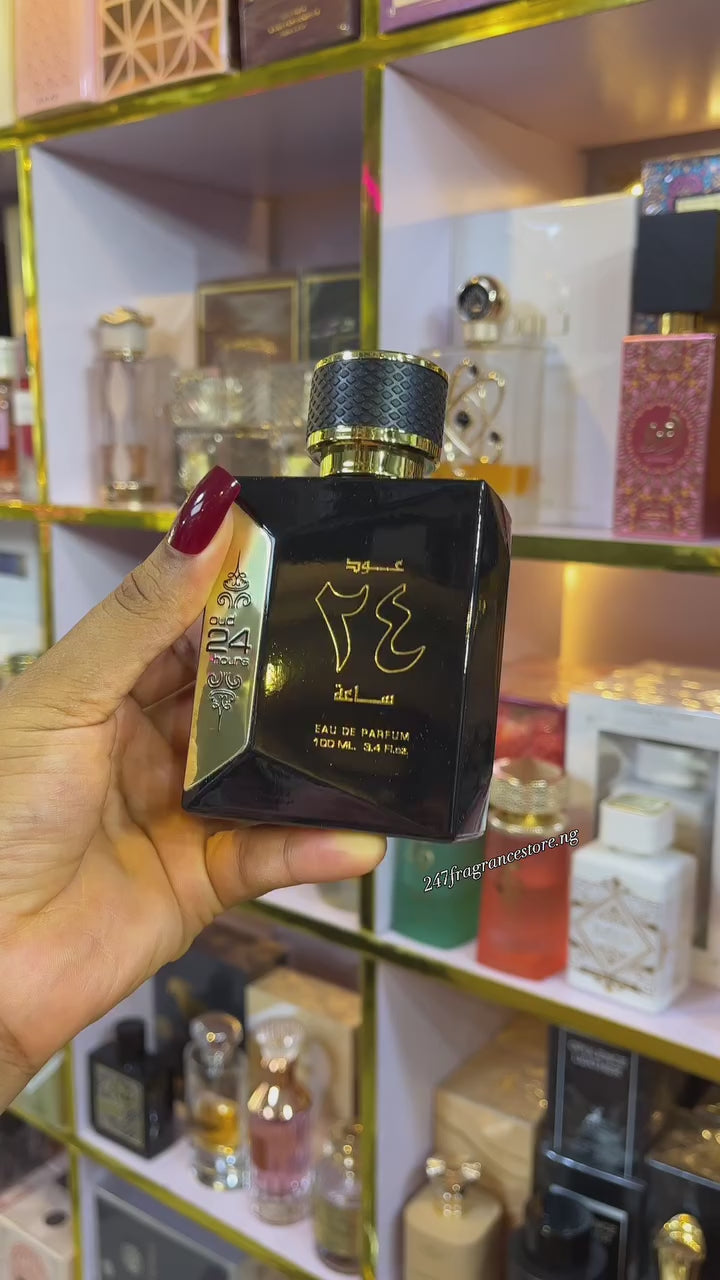 Oud
24
hours
عود
٢٤
ساعة
EAU DE PARFUM
100 ML. 3.4 Fl.oz.
247fragrancestore.ng